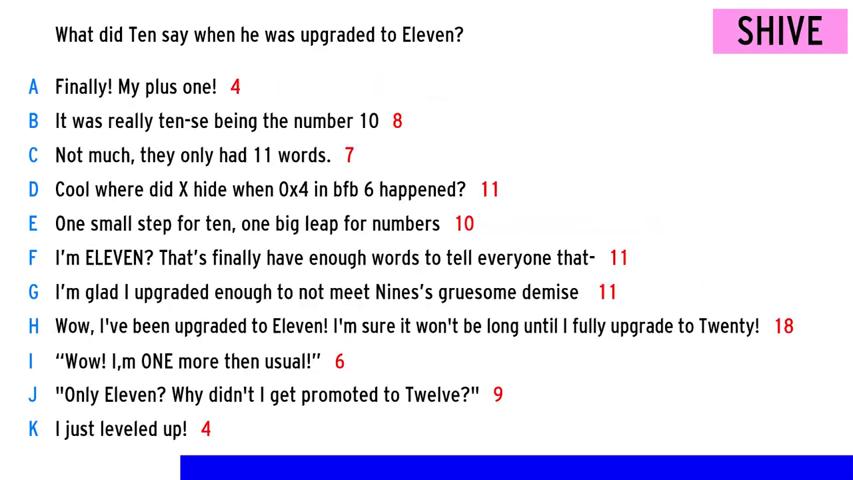 What did Ten say when he was upgraded to Eleven?
SHIVE
A Finally! My plus one! 4
B It was really ten-se being the number 10 8
C Not much, they only had 11 words. 7
D Cool where did X hide when 0x4 in bfb 6 happened? 11
E One small step for ten, one big leap for numbers 10
F I'm ELEVEN? That's finally have enough words to tell everyone that- 11
G I'm glad I upgraded enough to not meet Nines's gruesome demise 11
H Wow, I've been upgraded to Eleven! I'm sure it won't be long until I fully upgrade to Twenty! 18
I “Wow! I,m ONE more then usual!” 6
J "Only Eleven? Why didn't I get promoted to Twelve?" 9
K I just leveled up! 4